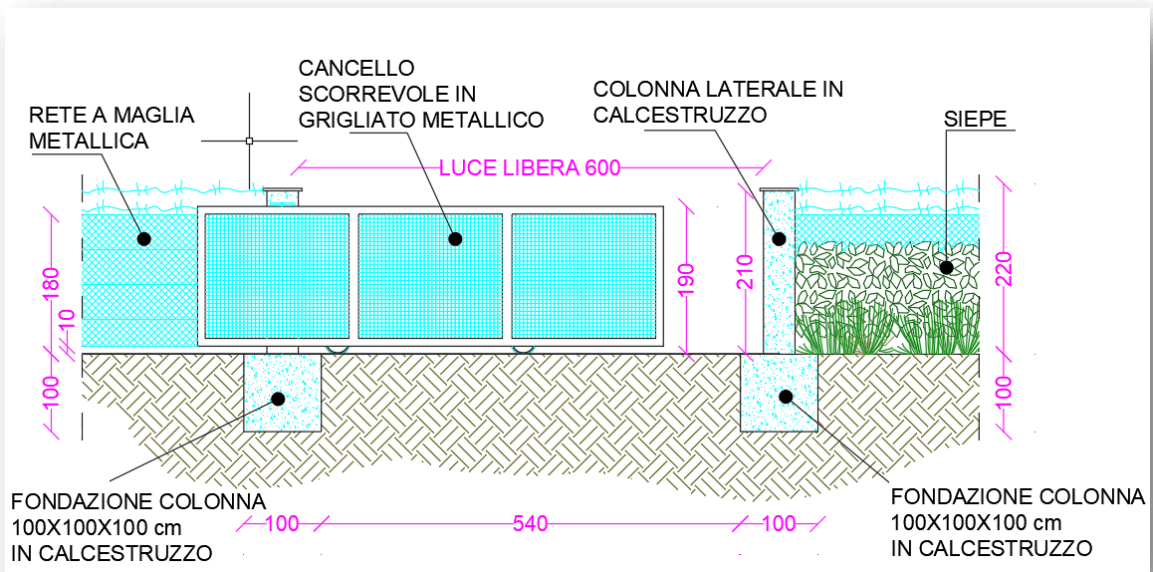 CANCELLO
SCORREVOLE IN
GRIGLIATO METALLICO
COLONNA LATERALE IN
CALCESTRUZZO
RETE A MAGLIA
METALLICA
SIEPE
LUCE LIBERA 600
180
10
100
190
210
220
100
FONDAZIONE COLONNA
100X100X100 cm
IN CALCESTRUZZO
100
540
100
FONDAZIONE COLONNA
100X100X100 cm
IN CALCESTRUZZO